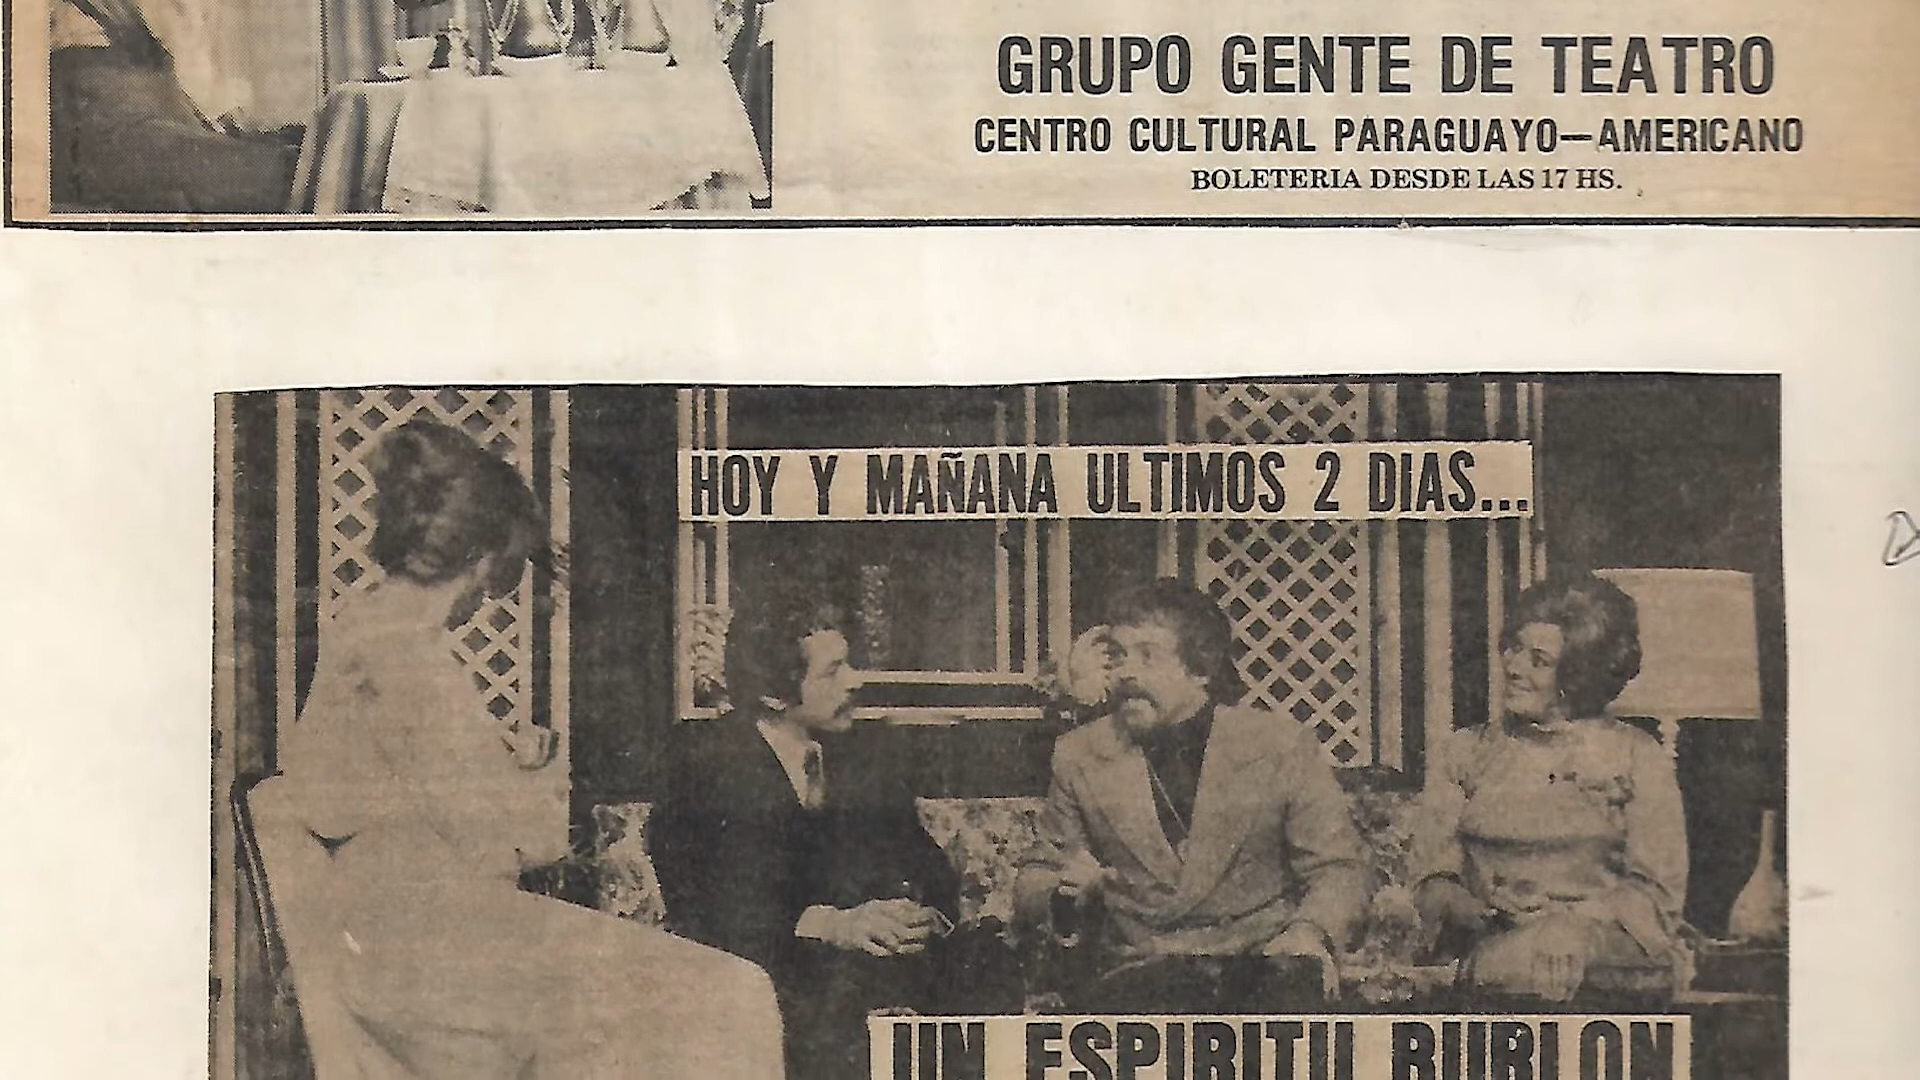 GRUPO GENTE DE TEATRO
CENTRO CULTURAL PARAGUAYO—AMERICANO
BOLETERIA DESDE LAS 17 HS.
HOY Y MAÑANA ULTIMOS 2 DIAS...
UN ESPIRITU BURLON